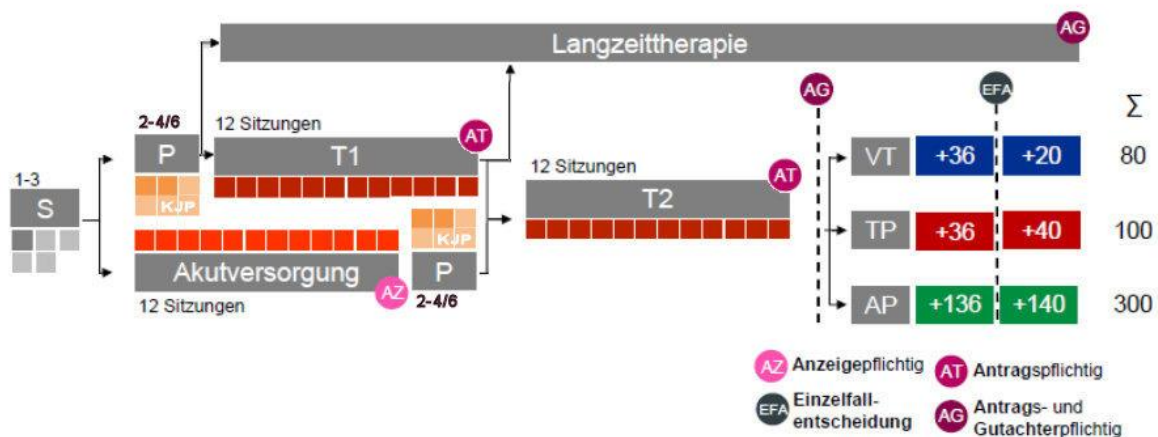 Langzeittherapie
AG
2-4/6
12 Sitzungen
AT
P
T1
KJP
1-3
S
Akutversorgung
AZ
12 Sitzungen
KJP
P
2-4/6
12 Sitzungen
AT
T2
AG
EFA
Σ
VT +36 +20 80
TP +36 +40 100
AP +136 +140 300
AZ Anzeigepflichtig
AT Antragspflichtig
EFA Einzelfall-
entscheidung
AG Antrags- und
Gutachterpflichtig